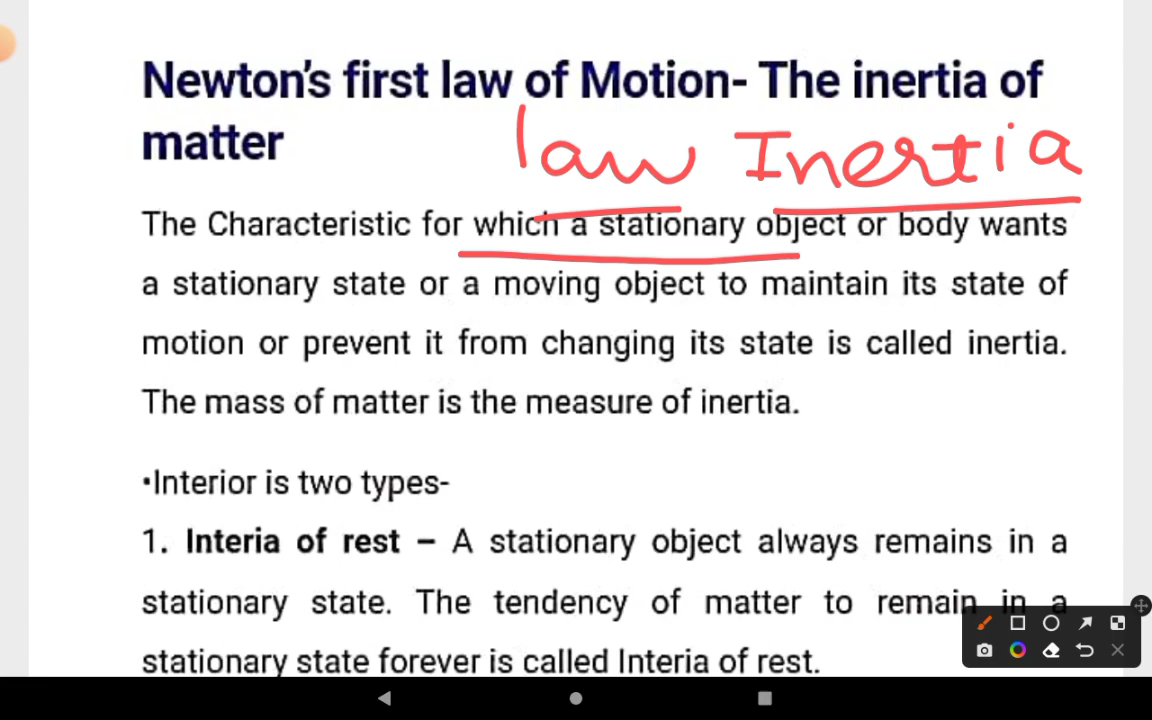 Newton's first law of Motion- The inertia of
matter
law Inertia
The Characteristic for which a stationary object or body wants
a stationary state or a moving object to maintain its state of
motion or prevent it from changing its state is called inertia.
The mass of matter is the measure of inertia.
•Interior is two types-
1. Interia of rest – A stationary object always remains in a
stationary state. The tendency of matter to remain in a
stationary state forever is called Interia of rest.